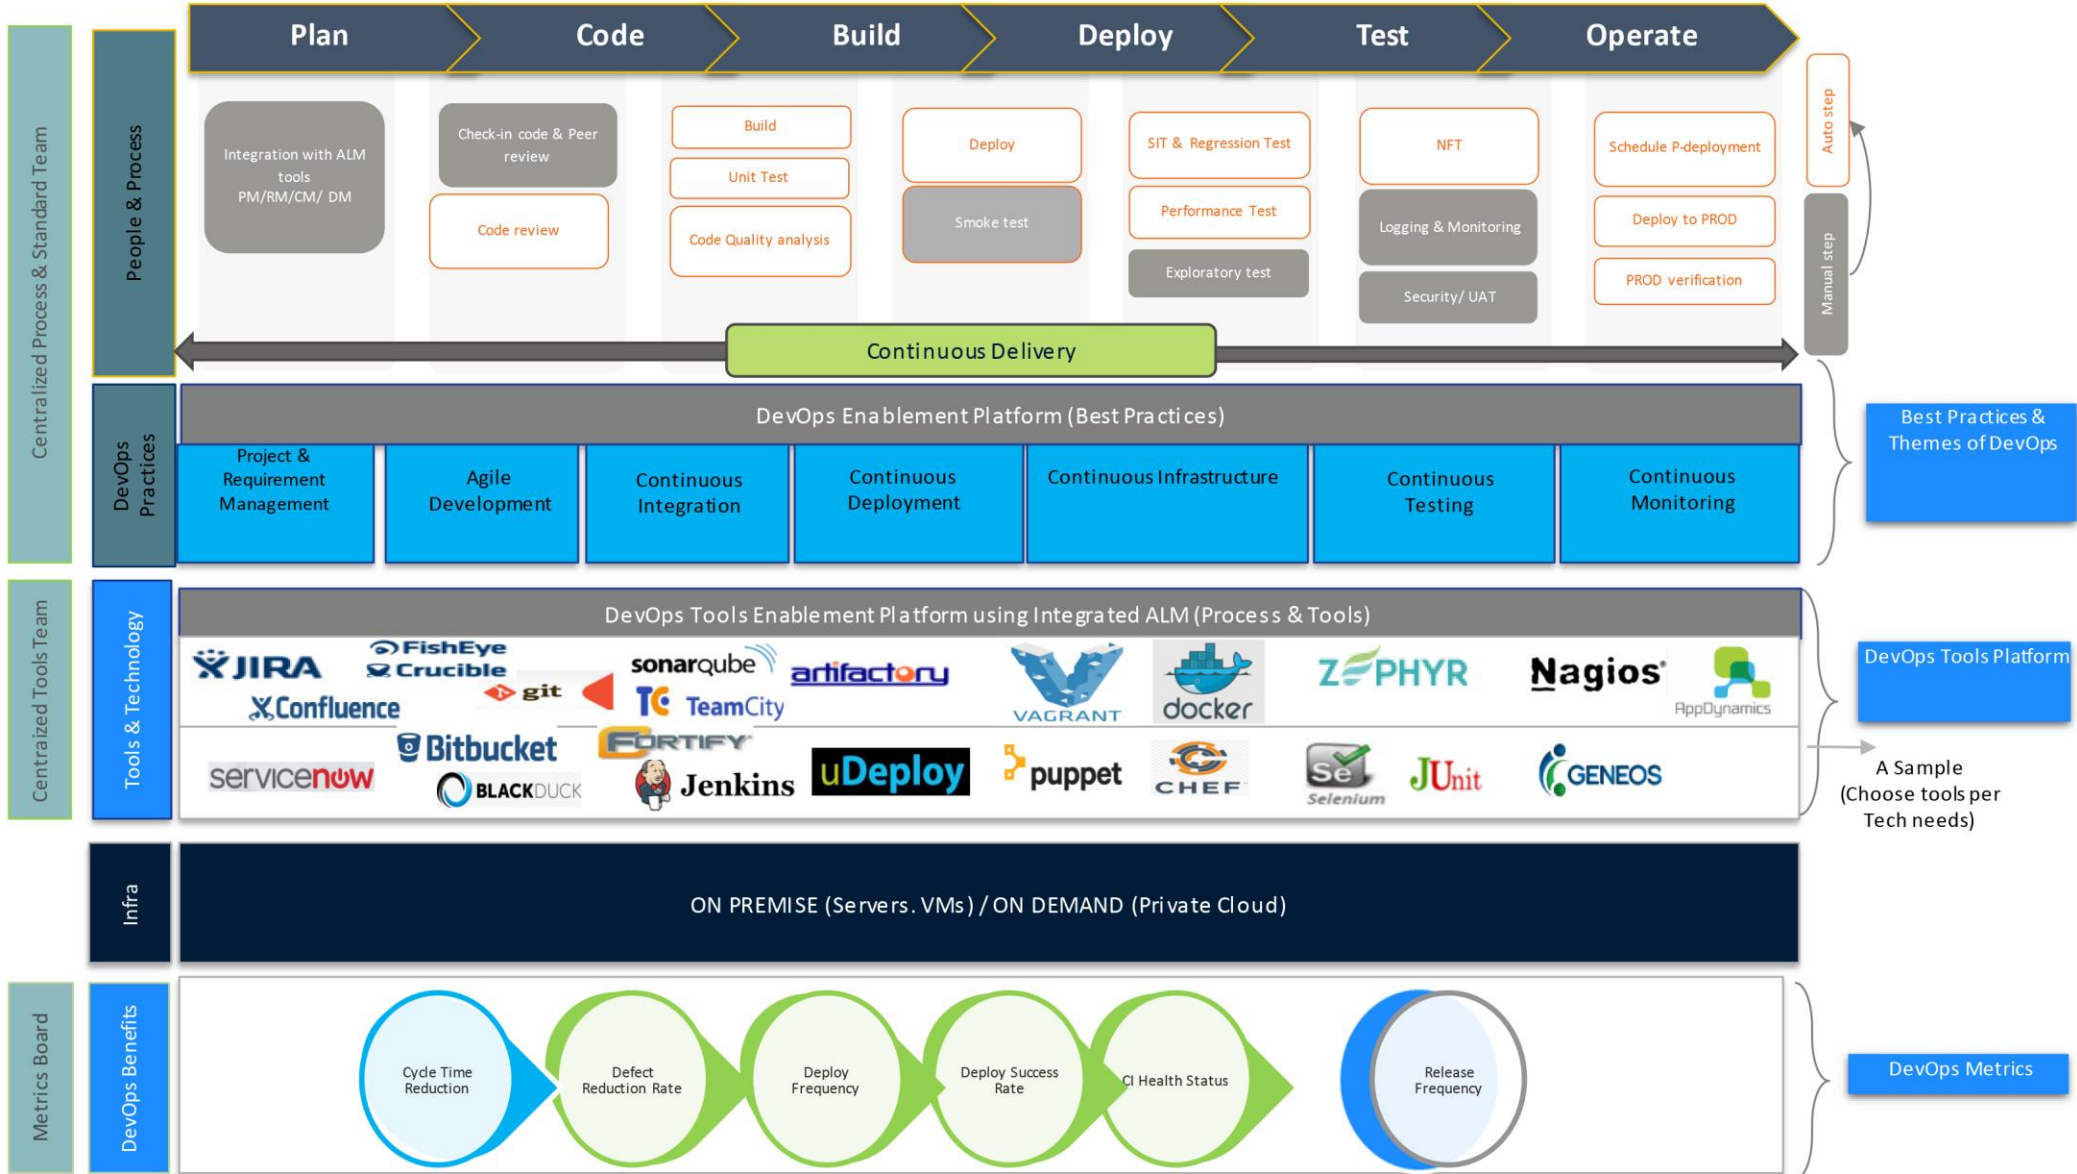 Plan
Code
Build
Deploy
Test
Operate
Centralized Process & Standard Team
People & Process
Integration with ALM
tools
PM/RM/CM/ DM
Check-in code & Peer
review
Code review
Build
Unit Test
Code Quality analysis
Deploy
Smoke test
SIT & Regression Test
Performance Test
Exploratory test
NFT
Logging & Monitoring
Security/ UAT
Schedule P-deployment
Deploy to PROD
PROD verification
Auto step
Manual step
Continuous Delivery
DevOps
Practices
DevOps Enablement Platform (Best Practices)
Project &
Requirement
Management
Agile
Development
Continuous
Integration
Continuous
Deployment
Continuous Infrastructure
Continuous
Testing
Continuous
Monitoring
Best Practices &
Themes of DevOps
Centraized Tools Team
Tools & Technology
DevOps Tools Enablement Platform using Integrated ALM (Process & Tools)
JIRA
Confluence
FishEye
Crucible
git
sonarqube
TC TeamCity
artifactory
VAGRANT
docker
ZEPHYR
Nagios®
AppDynamics
servicenow
Bitbucket
BLACKDUCK
FORTIFY
Jenkins
uDeploy
puppet
CHEF
Se
Selenium
JUnit
GENEOS
DevOps Tools Platform
A Sample
(Choose tools per
Tech needs)
Infra
ON PREMISE (Servers. VMs) / ON DEMAND (Private Cloud)
Metrics Board
DevOps Benefits
Cycle Time
Reduction
Defect
Reduction Rate
Deploy
Frequency
Deploy Success
Rate
CI Health Status
Release
Frequency
DevOps Metrics